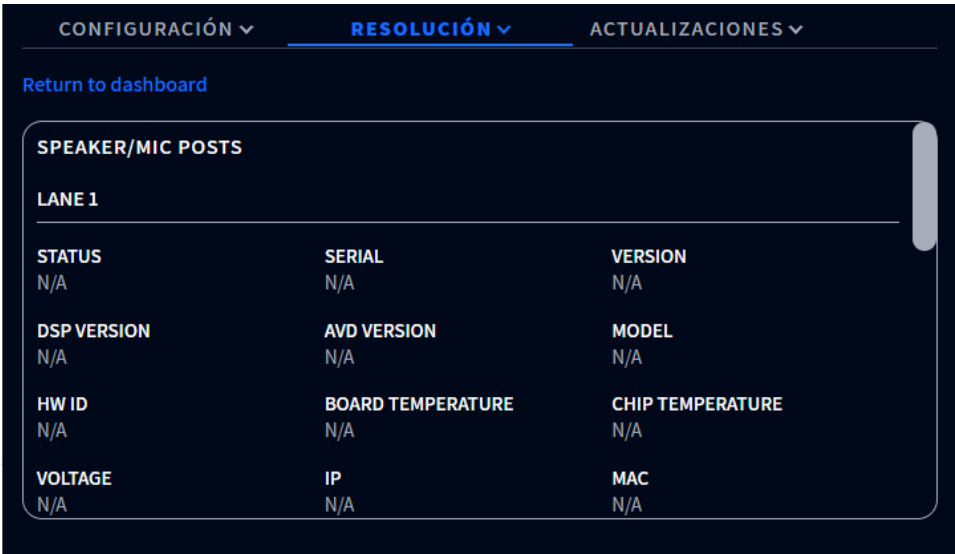 CONFIGURACIÓN RESOLUCIÓN ACTUALIZACIONES
Return to dashboard
SPEAKER/MIC POSTS
LANE 1
STATUS SERIAL VERSION
N/A N/A N/A
DSP VERSION AVD VERSION MODEL
N/A N/A N/A
HW ID BOARD TEMPERATURE CHIP TEMPERATURE
N/A N/A N/A
VOLTAGE IP MAC
N/A N/A N/A